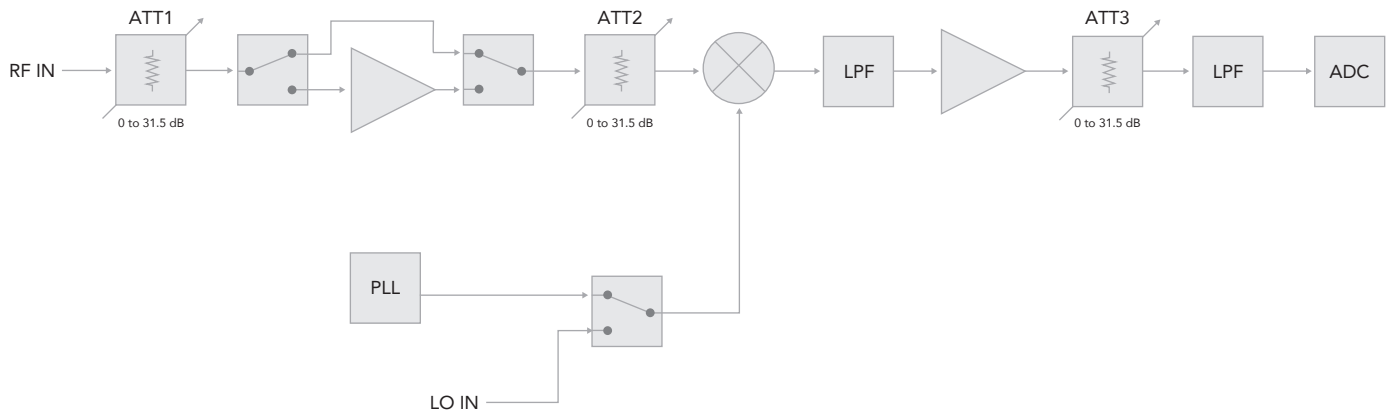 ATT1
ATT2
ATT3
RF IN
LPF
LPF
ADC
0 to 31.5 dB
0 to 31.5 dB
0 to 31.5 dB
PLL
LO IN